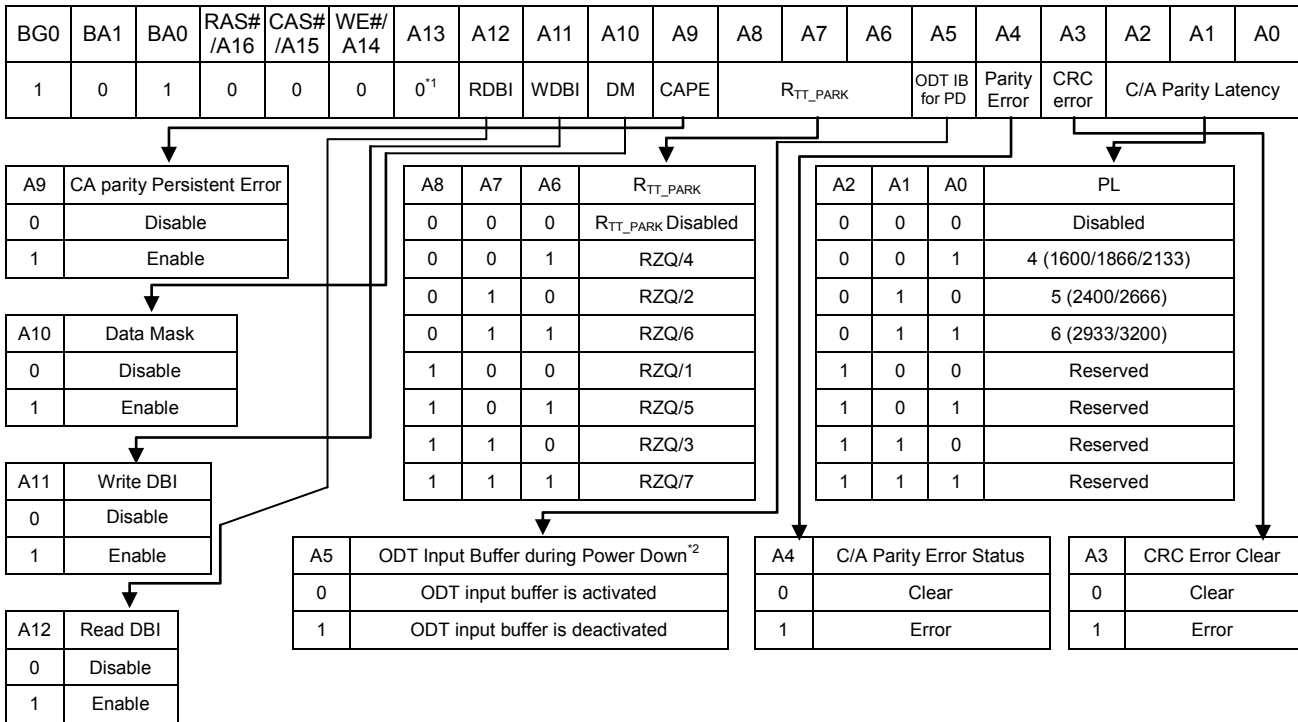 BG0 BA1 BA0 RAS# /A16 CAS# /A15 WE#/ A14 A13 A12 A11 A10 A9 A8 A7 A6 A5 A4 A3 A2 A1 A0
1 0 1 0 0 0 0*1 RDBI WDBI DM CAPE RTT_PARK ODT IB for PD Parity Error CRC error C/A Parity Latency
A9 CA parity Persistent Error
0 Disable
1 Enable
A10 Data Mask
0 Disable
1 Enable
A11 Write DBI
0 Disable
1 Enable
A12 Read DBI
0 Disable
1 Enable
A8 A7 A6 RTT_PARK
0 0 0 RTT_PARK Disabled
0 0 1 RZQ/4
0 1 0 RZQ/2
0 1 1 RZQ/6
1 0 0 RZQ/1
1 0 1 RZQ/5
1 1 0 RZQ/3
1 1 1 RZQ/7
A2 A1 A0 PL
0 0 0 Disabled
0 0 1 4 (1600/1866/2133)
0 1 0 5 (2400/2666)
0 1 1 6 (2933/3200)
1 0 0 Reserved
1 0 1 Reserved
1 1 0 Reserved
1 1 1 Reserved
A5 ODT Input Buffer during Power Down*2
0 ODT input buffer is activated
1 ODT input buffer is deactivated
A4 C/A Parity Error Status
0 Clear
1 Error
A3 CRC Error Clear
0 Clear
1 Error